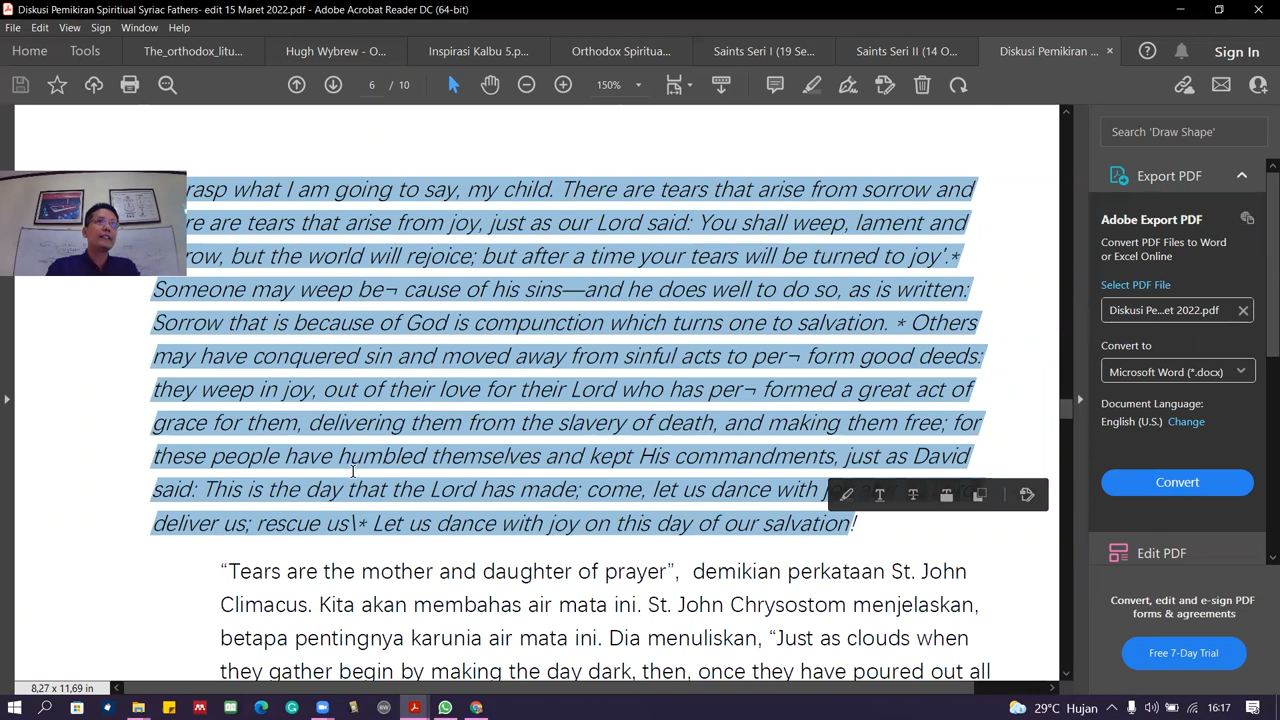 Diskusi Pemikiran Spiritiual Syriac Fathers- edit 15 Maret 2022.pdf - Adobe Acrobat Reader DC (64-bit)
File Edit View Sign Window Help
Home Tools The_orthodox_litu... Hugh Wybrew - O... Inspirasi Kalbu 5.p... Orthodox Spiritua... Saints Seri I (19 Se... Saints Seri II (14 O... Diskusi Pemikiran ... Sign In
6 / 10 150%
rasp what I am going to say, my child. There are tears that arise from sorrow and
re are tears that arise from joy, just as our Lord said: You shall weep, lament and
row, but the world will rejoice; but after a time your tears will be turned to joy'.*
Someone may weep be¬ cause of his sins—and he does well to do so, as is written:
Sorrow that is because of God is compunction which turns one to salvation. * Others
may have conquered sin and moved away from sinful acts to per¬ form good deeds:
they weep in joy, out of their love for their Lord who has per¬ formed a great act of
grace for them, delivering them from the slavery of death, and making them free; for
these people have humbled themselves and kept His commandments, just as David
said: This is the day that the Lord has made; come, let us dance with
deliver us; rescue us\* Let us dance with joy on this day of our salvation!
“Tears are the mother and daughter of prayer”, demikian perkataan St. John
Climacus. Kita akan membahas air mata ini. St. John Chrysostom menjelaskan,
betapa pentingnya karunia air mata ini. Dia menuliskan, “Just as clouds when
they gather begin by making the day dark, then, once they have poured out all
8,27 x 11,69 in
Search 'Draw Shape'
Export PDF
Adobe Export PDF
Convert PDF Files to Word
or Excel Online
Select PDF File
Diskusi Pe...et 2022.pdf
Convert to
Microsoft Word (*.docx)
Document Language:
English (U.S.) Change
Convert
Edit PDF
Convert, edit and e-sign PDF
forms & agreements
Free 7-Day Trial
29°C Hujan 16:17